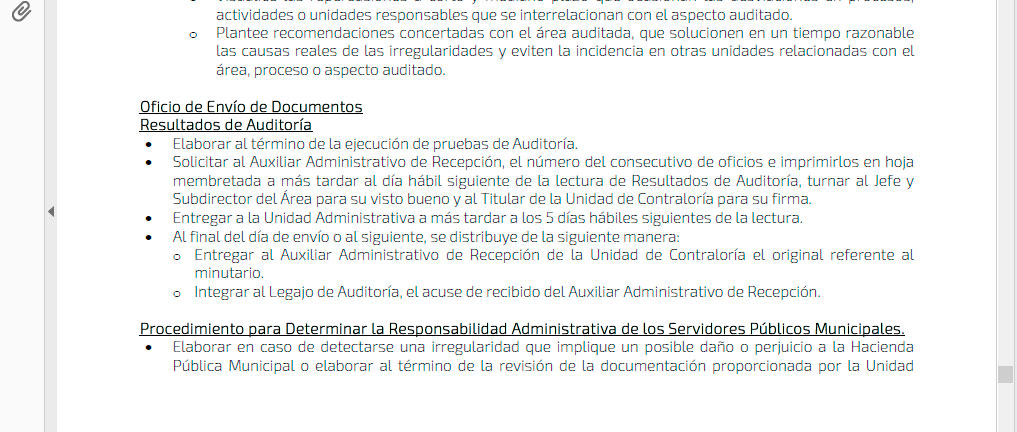 actividades o unidades responsables que se interrelacionan con el aspecto auditado.
o Plantee recomendaciones concertadas con el área auditada, que solucionen en un tiempo razonable
las causas reales de las irregularidades y eviten la incidencia en otras unidades relacionadas con el
área, proceso o aspecto auditado.
Oficio de Envío de Documentos
Resultados de Auditoría
• Elaborar al término de la ejecución de pruebas de Auditoría.
• Solicitar al Auxiliar Administrativo de Recepción, el número del consecutivo de oficios e imprimirlos en hoja
membretada a más tardar al día hábil siguiente de la lectura de Resultados de Auditoría, turnar al Jefe y
Subdirector del Área para su visto bueno y al Titular de la Unidad de Contraloría para su firma.
• Entregar a la Unidad Administrativa a más tardar a los 5 días hábiles siguientes de la lectura.
• Al final del día de envío o al siguiente, se distribuye de la siguiente manera:
o Entregar al Auxiliar Administrativo de Recepción de la Unidad de Contraloría el original referente al
minutario.
o Integrar al Legajo de Auditoría, el acuse de recibido del Auxiliar Administrativo de Recepción.
Procedimiento para Determinar la Responsabilidad Administrativa de los Servidores Públicos Municipales.
• Elaborar en caso de detectarse una irregularidad que implique un posible daño o perjuicio a la Hacienda
Pública Municipal o elaborar al término de la revisión de la documentación proporcionada por la Unidad